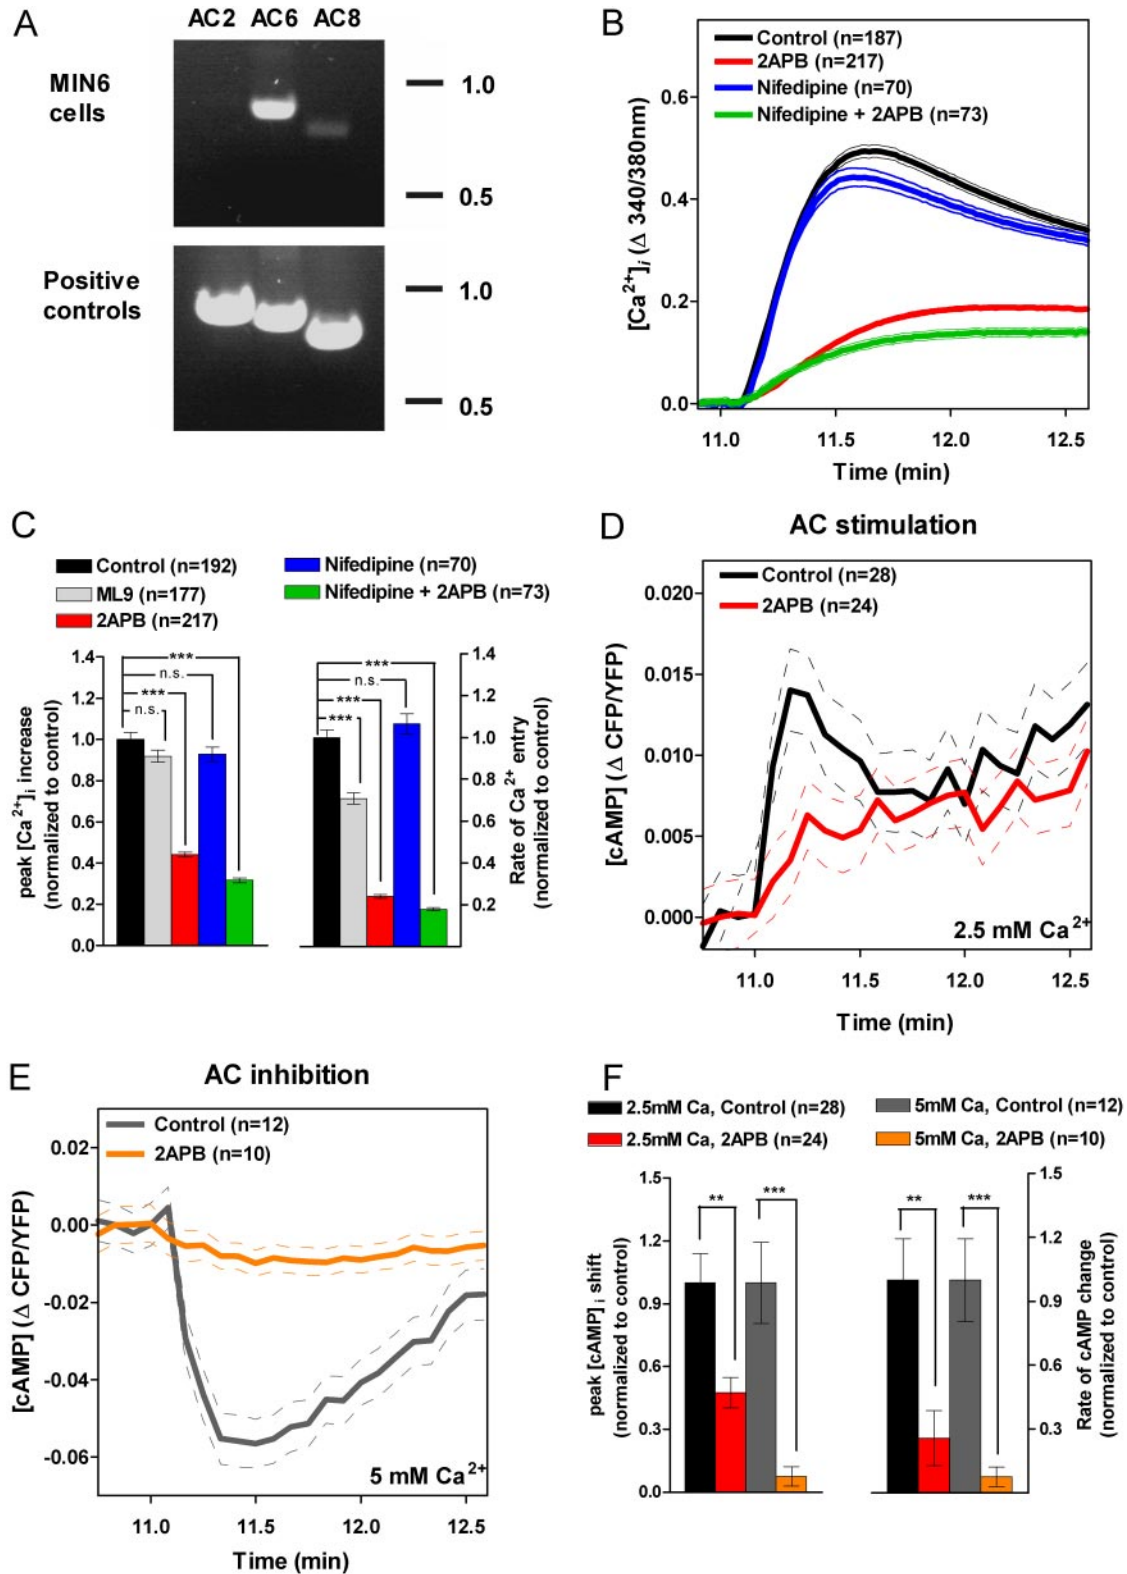 A
AC2 AC6 AC8
MIN6
cells
1.0
0.5
Positive
controls
1.0
0.5
B
Control (n=187)
2APB (n=217)
Nifedipine (n=70)
Nifedipine + 2APB (n=73)
[Ca2+]i (Δ 340/380nm)
0.6
0.4
0.2
0.0
11.0 11.5 12.0 12.5
Time (min)
C
Control (n=192)
ML9 (n=177)
2APB (n=217)
Nifedipine (n=70)
Nifedipine + 2APB (n=73)
peak [Ca 2+]i increase
(normalized to control)
1.4
1.2
1.0
0.8
0.6
0.4
0.2
0.0
***
n.s.
***
n.s.
***
n.s.
***
***
1.4
1.2
1.0
0.8
0.6
0.4
0.2
Rate of Ca 2+ entry
(normalized to control)
D
AC stimulation
Control (n=28)
2APB (n=24)
[cAMP] (Δ CFP/YFP)
0.020
0.015
0.010
0.005
0.000
2.5 mM Ca2+
11.0 11.5 12.0 12.5
Time (min)
E
AC inhibition
Control (n=12)
2APB (n=10)
[cAMP] (Δ CFP/YFP)
0.02
0.00
-0.02
-0.04
-0.06
5 mM Ca2+
11.0 11.5 12.0 12.5
Time (min)
F
2.5mM Ca, Control (n=28)
2.5mM Ca, 2APB (n=24)
5mM Ca, Control (n=12)
5mM Ca, 2APB (n=10)
peak [cAMP]i shift
(normalized to control)
1.5
1.2
0.9
0.6
0.3
0.0
** ***
** ***
1.5
1.2
0.9
0.6
0.3
Rate of cAMP change
(normalized to control)